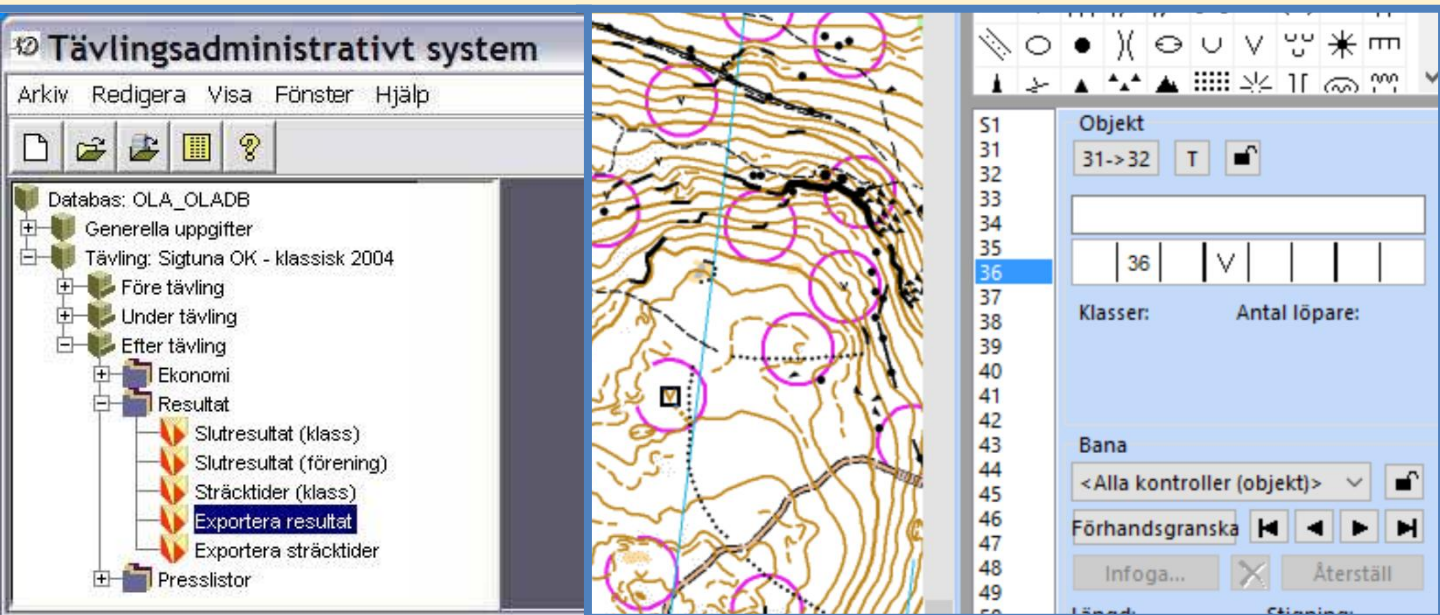 Tävlingsadministrativt system
Arkiv Redigera Visa Fönster Hjälp
Databas: OLA_OLADB
Generella uppgifter
Tävling: Sigtuna OK - klassisk 2004
Före tävling
Under tävling
Efter tävling
Ekonomi
Resultat
Slutresultat (klass)
Slutresultat (förening)
Sträcktider (klass)
Exportera resultat
Exportera sträcktider
Presslistor
S1
31
32
33
34
35
36
37
38
39
40
41
42
43
44
45
46
47
48
49
Objekt
31->32 T
36
Klasser: Antal löpare:
Bana
<Alla kontroller (objekt)>
Förhandsgranska
Infoga... Återställ
Längd: Stigning: